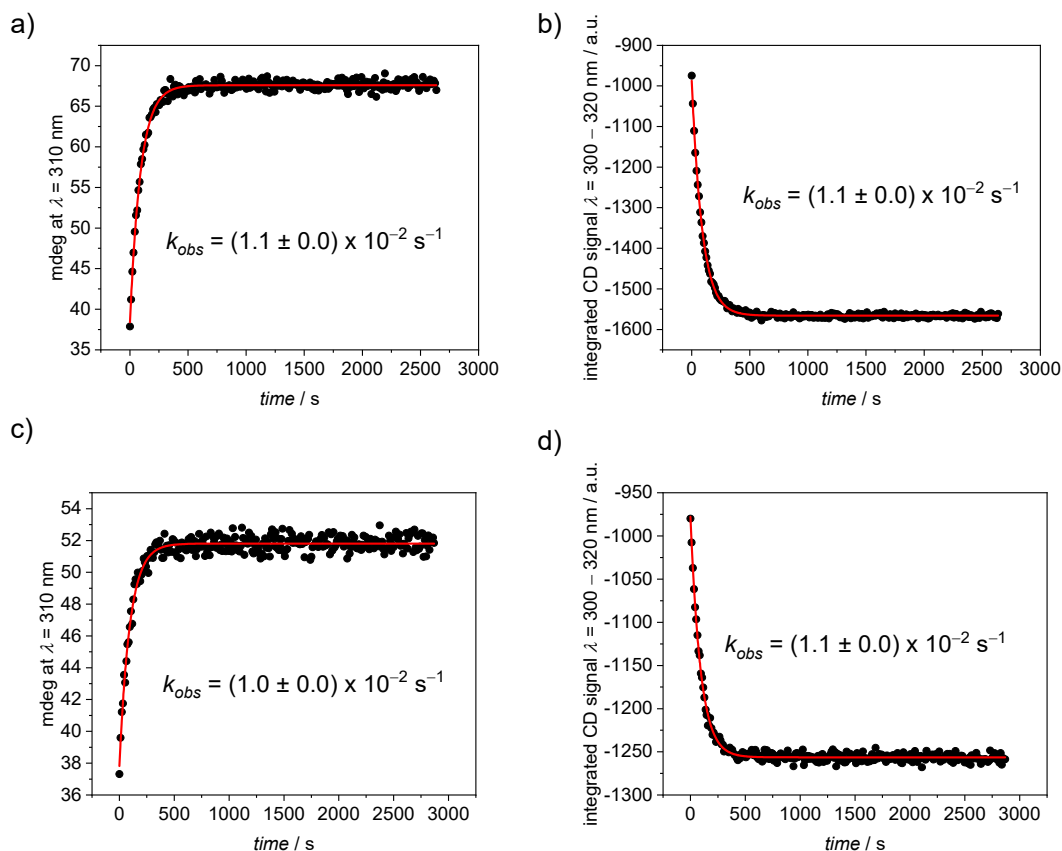 a)
mdeg at λ = 310 nm
70
65
60
55
50
45
40
35
k_obs = (1.1 ± 0.0) x 10⁻² s⁻¹
0 500 1000 1500 2000 2500 3000
time / s
b)
integrated CD signal λ = 300 – 320 nm / a.u.
-900
-1000
-1100
-1200
-1300
-1400
-1500
-1600
k_obs = (1.1 ± 0.0) x 10⁻² s⁻¹
0 500 1000 1500 2000 2500 3000
time / s
c)
mdeg at λ = 310 nm
54
52
50
48
46
44
42
40
38
36
k_obs = (1.0 ± 0.0) x 10⁻² s⁻¹
0 500 1000 1500 2000 2500 3000
time / s
d)
integrated CD signal λ = 300 – 320 nm / a.u.
-950
-1000
-1050
-1100
-1150
-1200
-1250
-1300
k_obs = (1.1 ± 0.0) x 10⁻² s⁻¹
0 500 1000 1500 2000 2500 3000
time / s